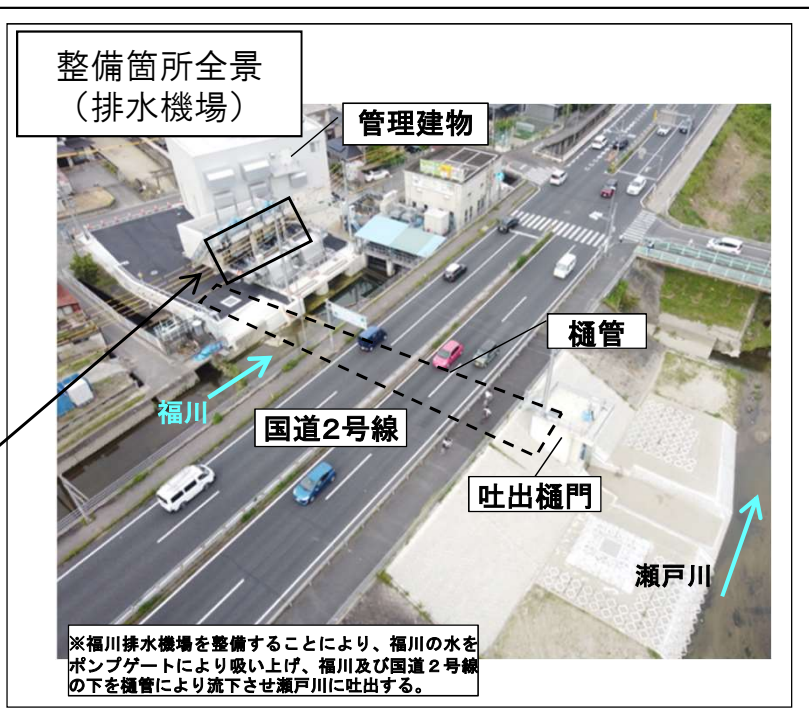 整備箇所全景
（排水機場）
管理建物
樋管
福川
国道2号線
吐出樋門
瀬戸川
※福川排水機場を整備することにより、福川の水を
ポンプゲートにより吸い上げ、福川及び国道２号線
の下を樋管により流下させ瀬戸川に吐出する。